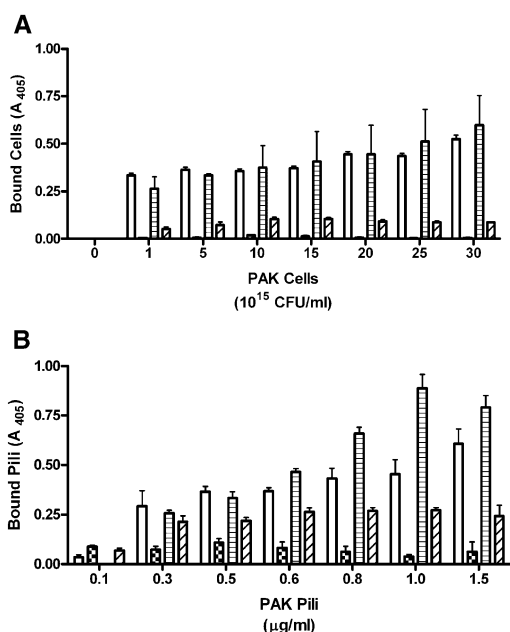 A
Bound Cells (A 405)
1.00
0.75
0.50
0.25
0.00
0 1 5 10 15 20 25 30
PAK Cells
(10^15 CFU/ml)
B
Bound Pili (A 405)
1.00
0.75
0.50
0.25
0.00
0.1 0.3 0.5 0.6 0.8 1.0 1.5
PAK Pili
(μg/ml)